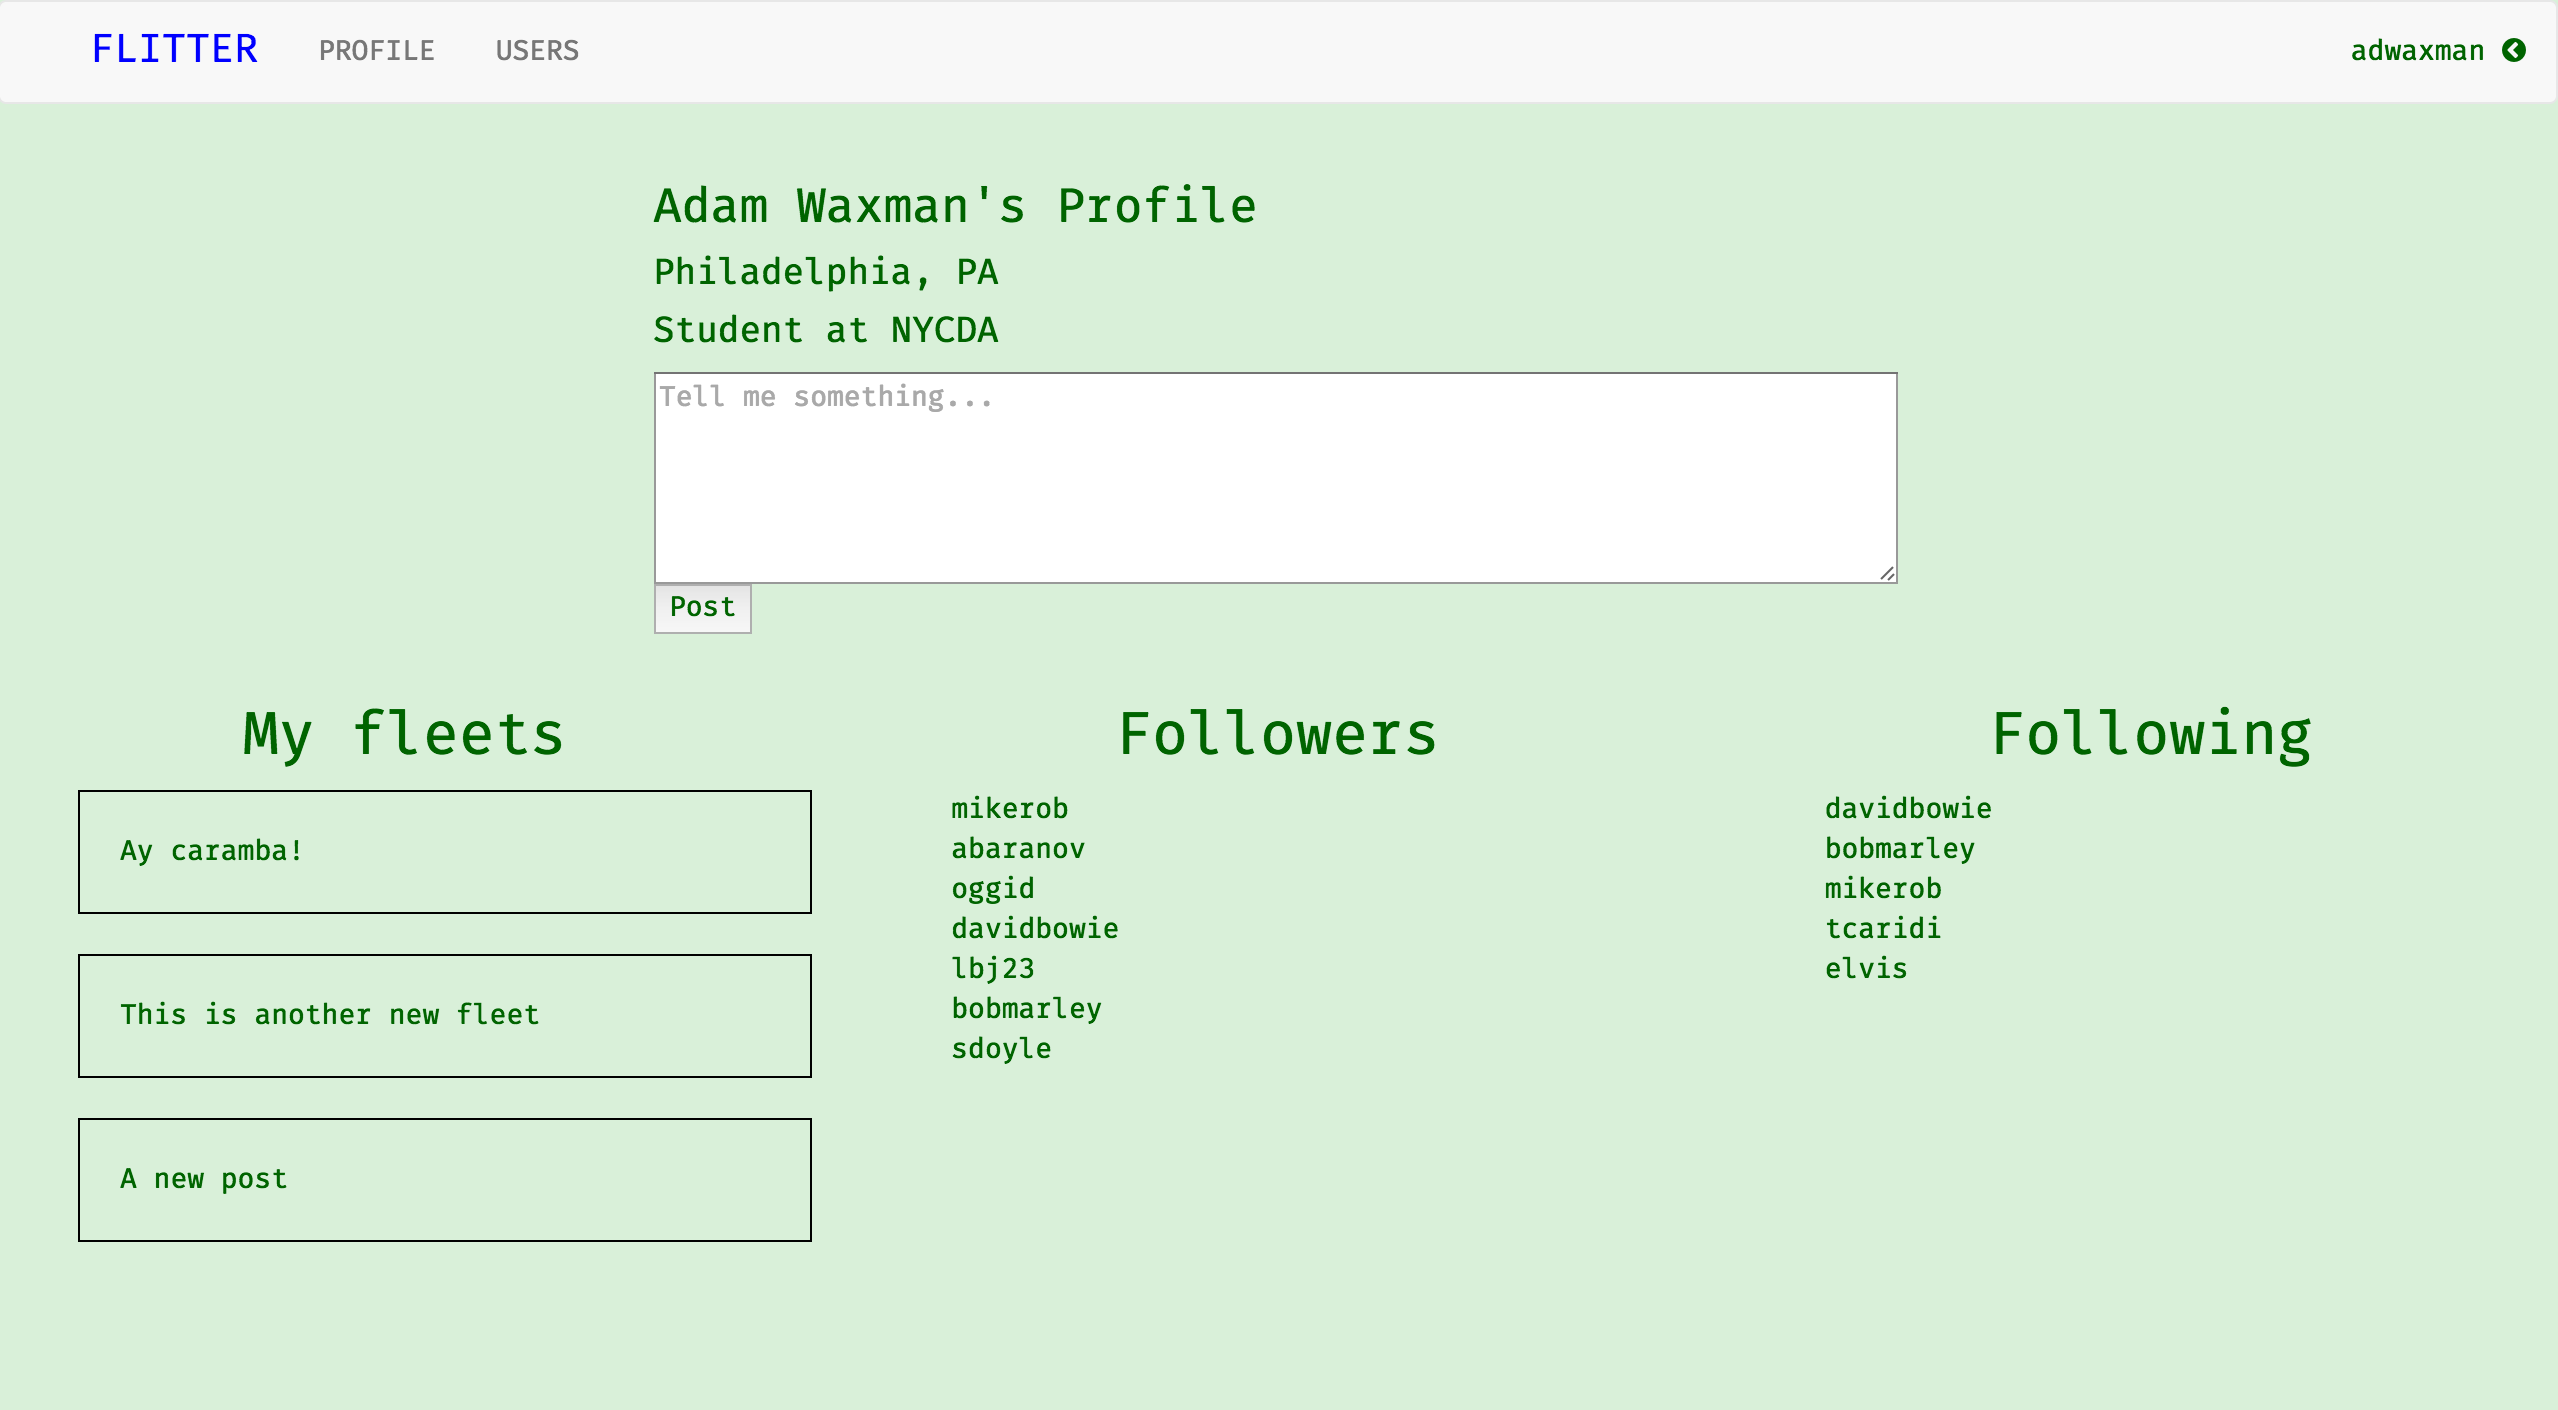 FLITTER PROFILE USERS adwaxman
Adam Waxman's Profile
Philadelphia, PA
Student at NYCDA
Tell me something...
Post
My fleets
Ay caramba!
This is another new fleet
A new post
Followers
mikerob
abaranov
oggid
davidbowie
lbj23
bobmarley
sdoyle
Following
davidbowie
bobmarley
mikerob
tcaridi
elvis